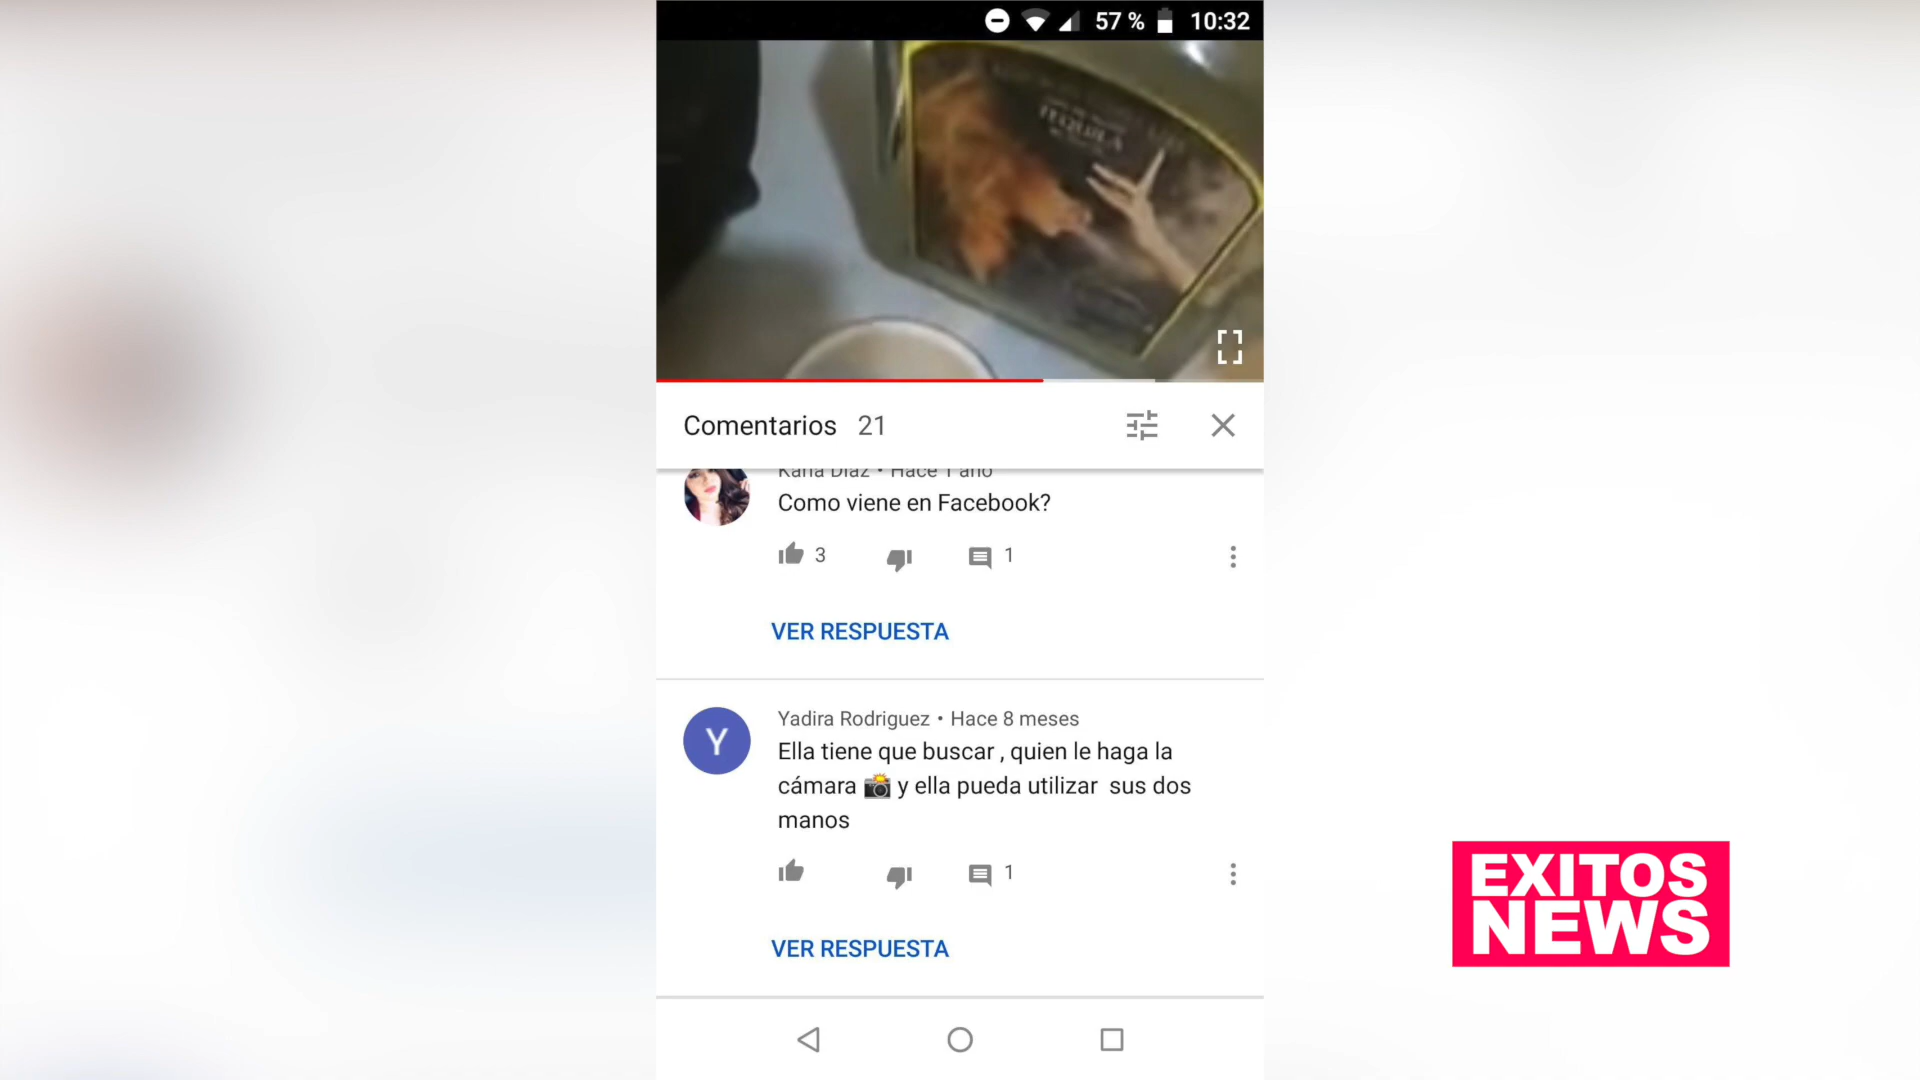 57 % 10:32
TEQUILA
Comentarios 21
Karla Diaz • Hace 1 año
Como viene en Facebook?
3 1
VER RESPUESTA
Y
Yadira Rodriguez • Hace 8 meses
Ella tiene que buscar , quien le haga la
cámara 📸 y ella pueda utilizar sus dos
manos
1
VER RESPUESTA
EXITOS
NEWS